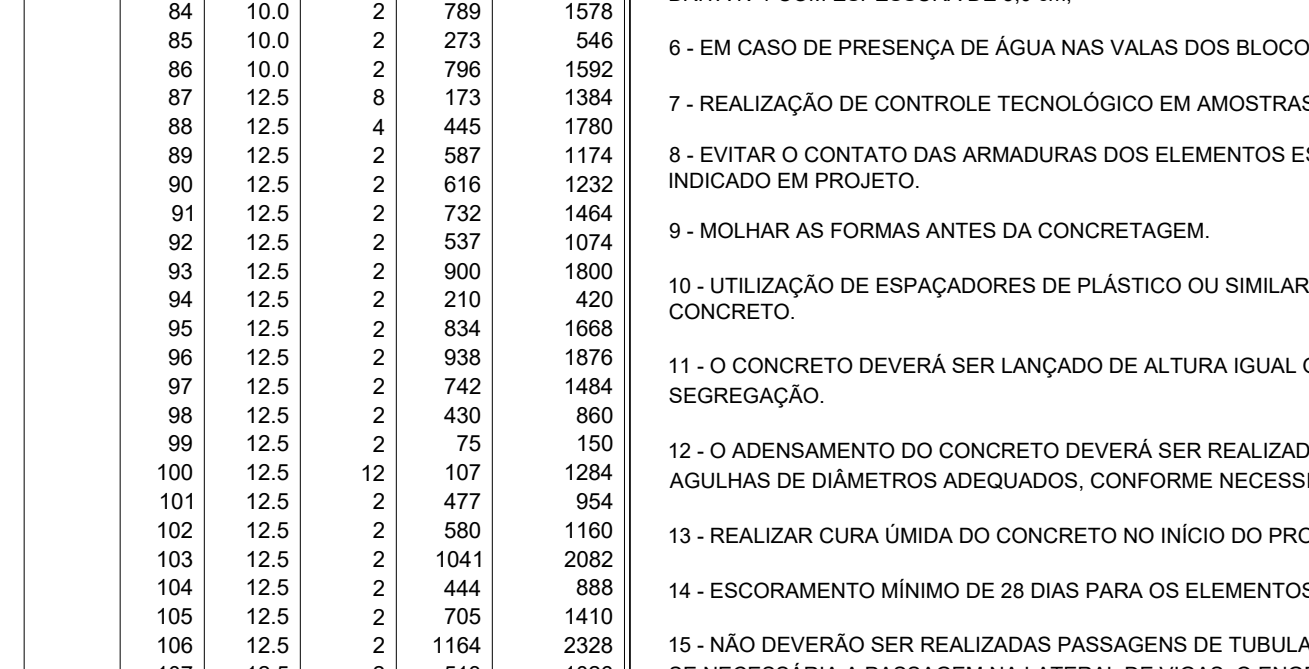 84 10.0 2 789 1578
85 10.0 2 273 546
86 10.0 2 796 1592
87 12.5 8 173 1384
88 12.5 4 445 1780
89 12.5 2 587 1174
90 12.5 2 616 1232
91 12.5 2 732 1464
92 12.5 2 537 1074
93 12.5 2 900 1800
94 12.5 2 210 420
95 12.5 2 834 1668
96 12.5 2 938 1876
97 12.5 2 742 1484
98 12.5 2 430 860
99 12.5 2 75 150
100 12.5 12 107 1284
101 12.5 2 477 954
102 12.5 2 580 1160
103 12.5 2 1041 2082
104 12.5 2 444 888
105 12.5 2 705 1410
106 12.5 2 1164 2328
6 - EM CASO DE PRESENÇA DE ÁGUA NAS VALAS DOS BLOCO
7 - REALIZAÇÃO DE CONTROLE TECNOLÓGICO EM AMOSTRAS
8 - EVITAR O CONTATO DAS ARMADURAS DOS ELEMENTOS ES
INDICADO EM PROJETO.
9 - MOLHAR AS FORMAS ANTES DA CONCRETAGEM.
10 - UTILIZAÇÃO DE ESPAÇADORES DE PLÁSTICO OU SIMILAR
CONCRETO.
11 - O CONCRETO DEVERÁ SER LANÇADO DE ALTURA IGUAL
SEGREGAÇÃO.
12 - O ADENSAMENTO DO CONCRETO DEVERÁ SER REALIZAD
AGULHAS DE DIÂMETROS ADEQUADOS, CONFORME NECESSI
13 - REALIZAR CURA ÚMIDA DO CONCRETO NO INÍCIO DO PRO
14 - ESCORAMENTO MÍNIMO DE 28 DIAS PARA OS ELEMENTOS
15 - NÃO DEVERÃO SER REALIZADAS PASSAGENS DE TUBULA